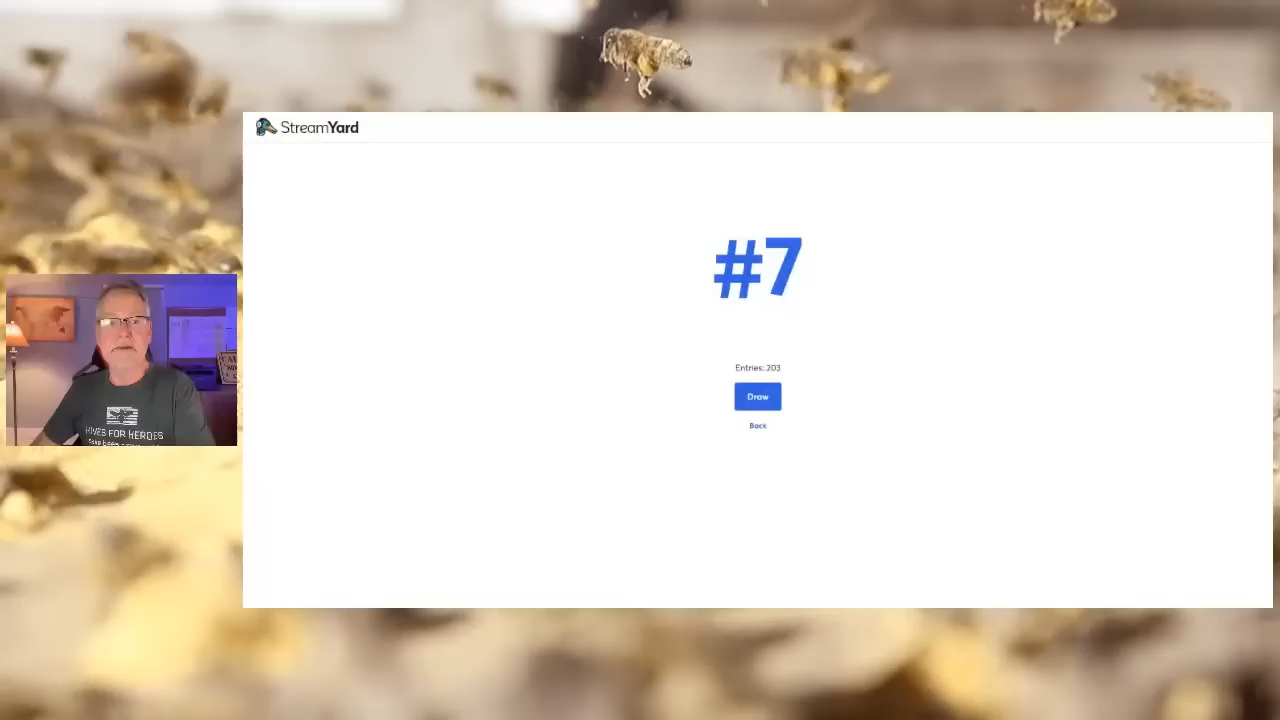 StreamYard
#7
Entries: 203
Draw
Back
HIVES FOR HEROES